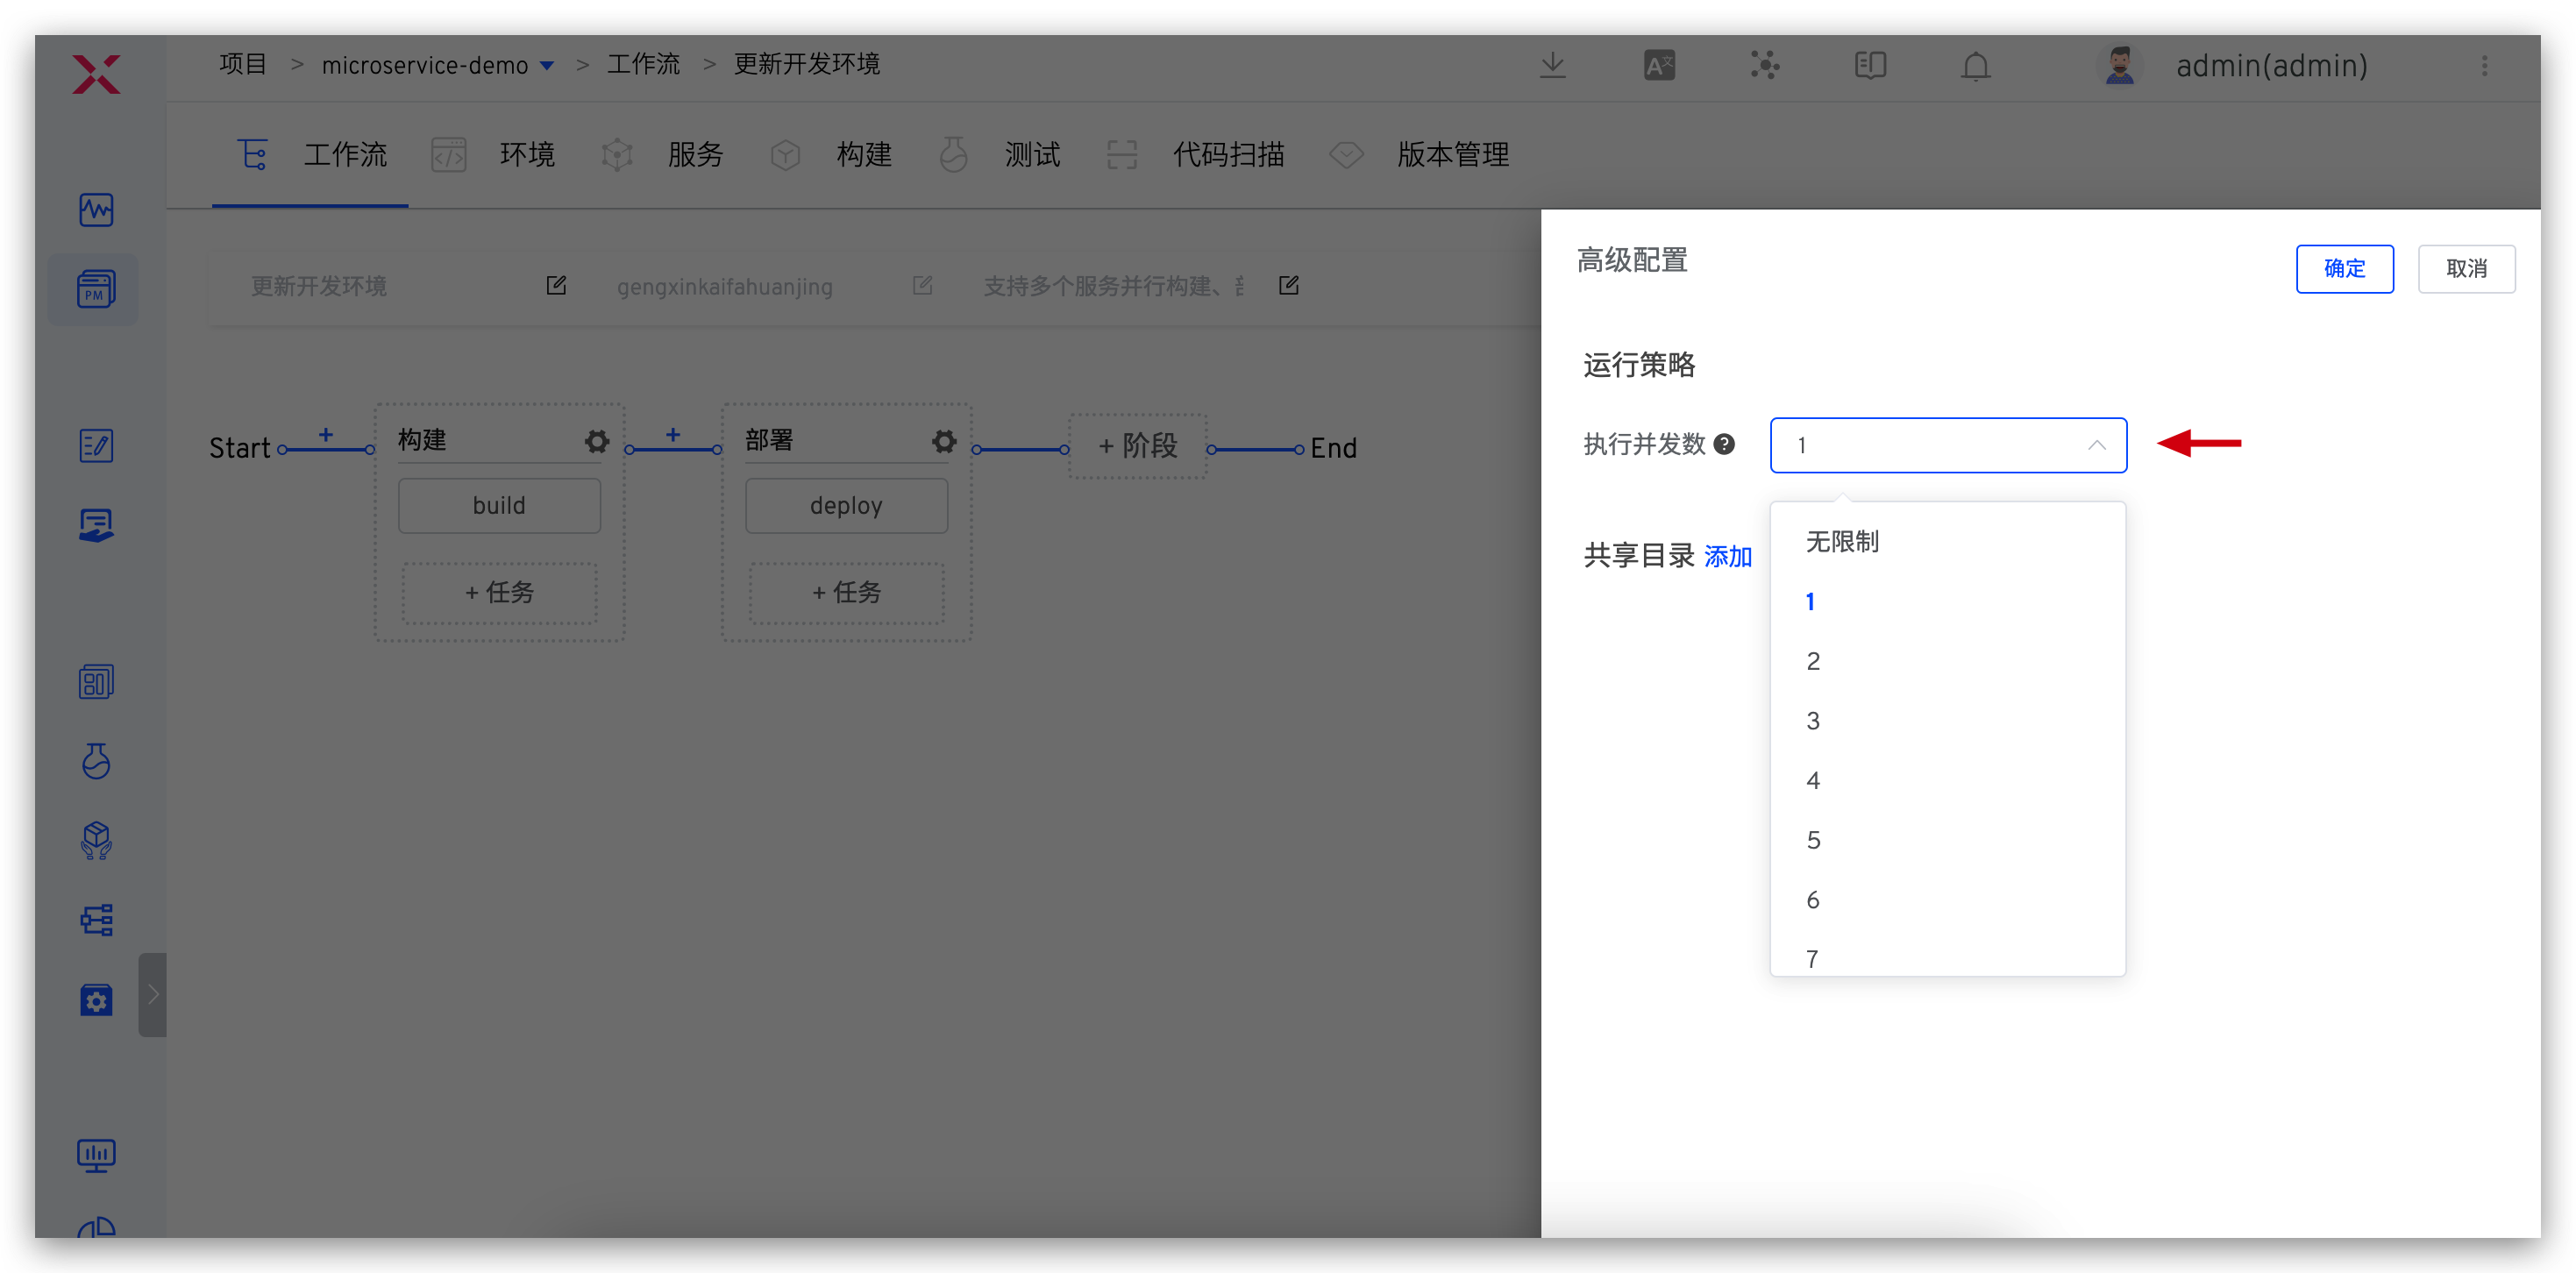 项目 > microservice-demo > 工作流 > 更新开发环境
admin(admin)
工作流 环境 服务 构建 测试 代码扫描 版本管理
PM
更新开发环境 gengxinkaifahuanjing 支持多个服务并行构建、
高级配置 确定 取消
运行策略
执行并发数 ? 1
Start + 构建 + 部署 + 阶段 End
build deploy
+ 任务 + 任务
共享目录 添加
无限制
1
2
3
4
5
6
7